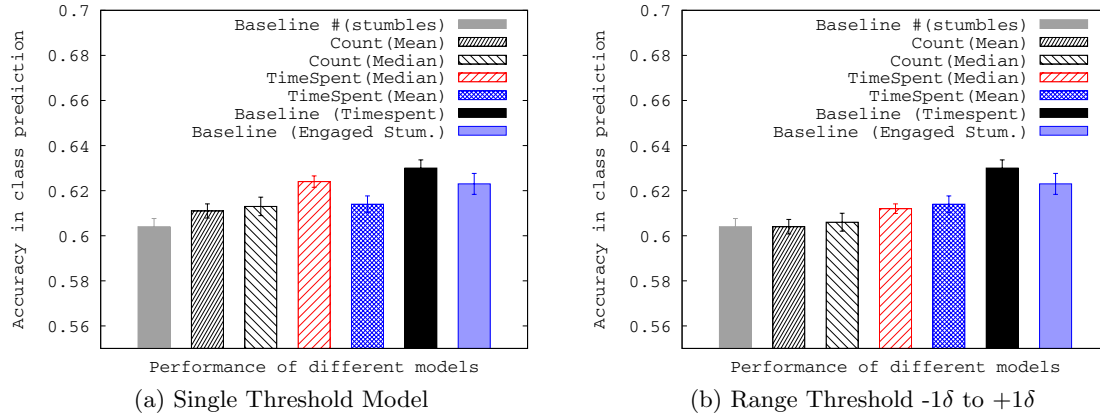 0.7
0.68
0.66
0.64
0.62
0.6
0.58
0.56
Accuracy in class prediction
Baseline #(stumbles)
Count(Mean)
Count(Median)
TimeSpent(Median)
TimeSpent(Mean)
Baseline (Timespent)
Baseline (Engaged Stum.)
Performance of different models
(a) Single Threshold Model
0.7
0.68
0.66
0.64
0.62
0.6
0.58
0.56
Accuracy in class prediction
Baseline #(stumbles)
Count(Mean)
Count(Median)
TimeSpent(Median)
TimeSpent(Mean)
Baseline (Timespent)
Baseline (Engaged Stum.)
Performance of different models
(b) Range Threshold -1δ to +1δ